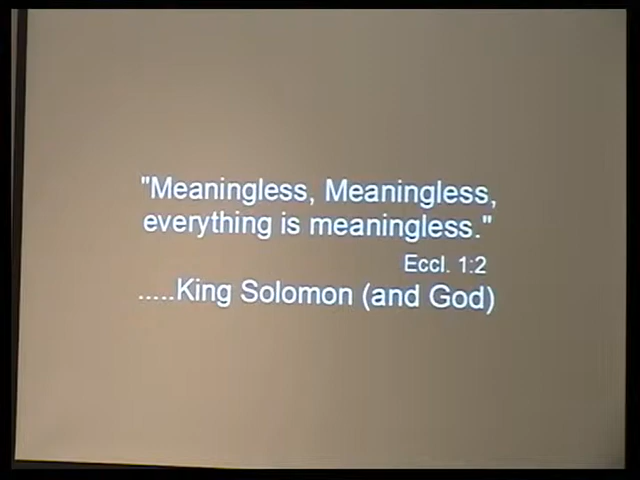 "Meaningless, Meaningless,
everything is meaningless."
Eccl. 1:2
.....King Solomon (and God)